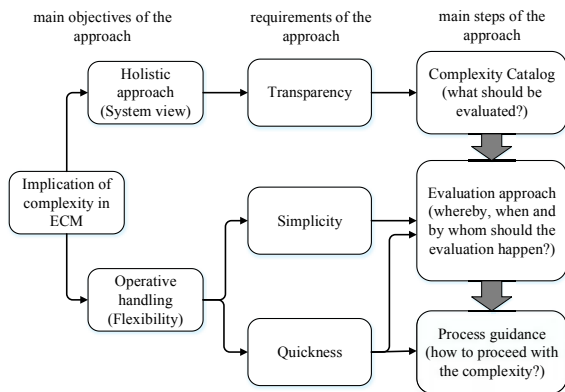 main objectives of the
approach
requirements of the
approach
main steps of the
approach
Holistic
approach
(System view)
Transparency
Complexity Catalog
(what should be
evaluated?)
Implication of
complexity in
ECM
Simplicity
Evaluation approach
(whereby, when and
by whom should the
evaluation happen?)
Operative
handling
(Flexibility)
Quickness
Process guidance
(how to proceed with
the complexity?)